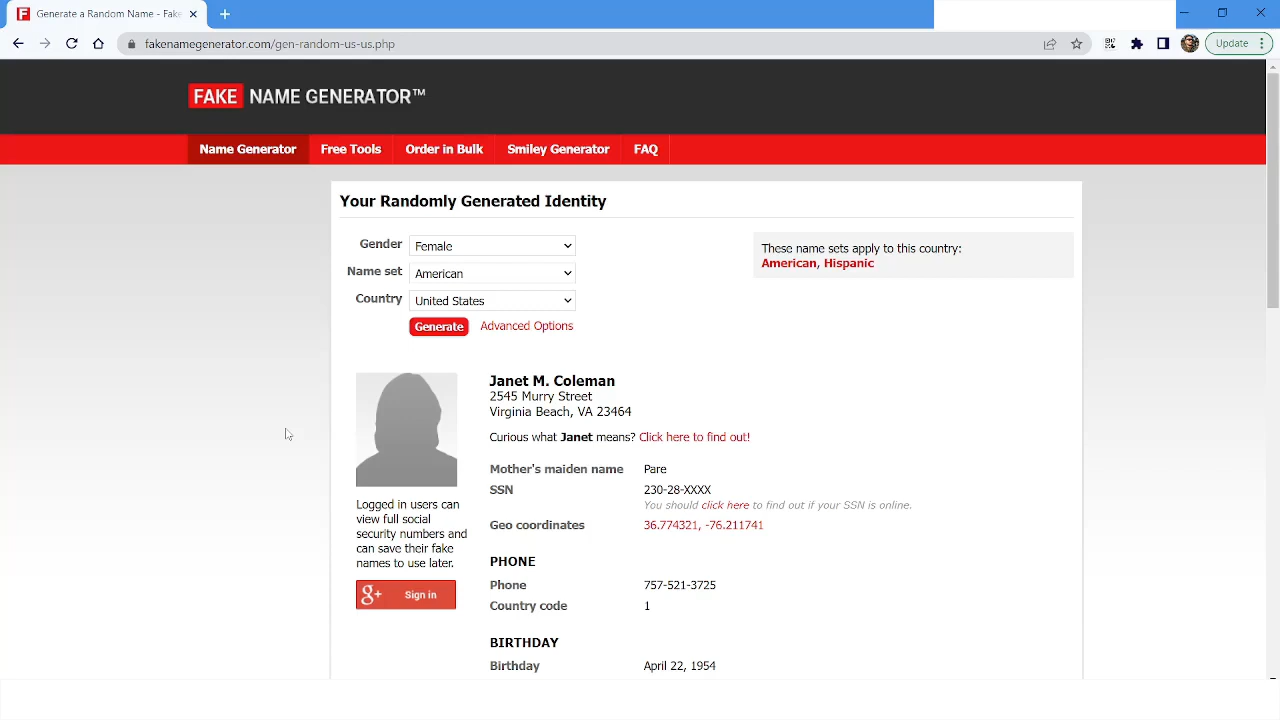 Generate a Random Name - Fake
fakenamegenerator.com/gen-random-us-us.php
Update
FAKE NAME GENERATOR™
Name Generator Free Tools Order in Bulk Smiley Generator FAQ
Your Randomly Generated Identity
Gender Female
Name set American
Country United States
Generate Advanced Options
These name sets apply to this country:
American, Hispanic
Janet M. Coleman
2545 Murry Street
Virginia Beach, VA 23464
Curious what Janet means? Click here to find out!
Mother's maiden name Pare
SSN 230-28-XXXX
You should click here to find out if your SSN is online.
Geo coordinates 36.774321, -76.211741
PHONE
Phone 757-521-3725
Country code 1
BIRTHDAY
Birthday April 22, 1954
Logged in users can
view full social
security numbers and
can save their fake
names to use later.
g+ Sign in